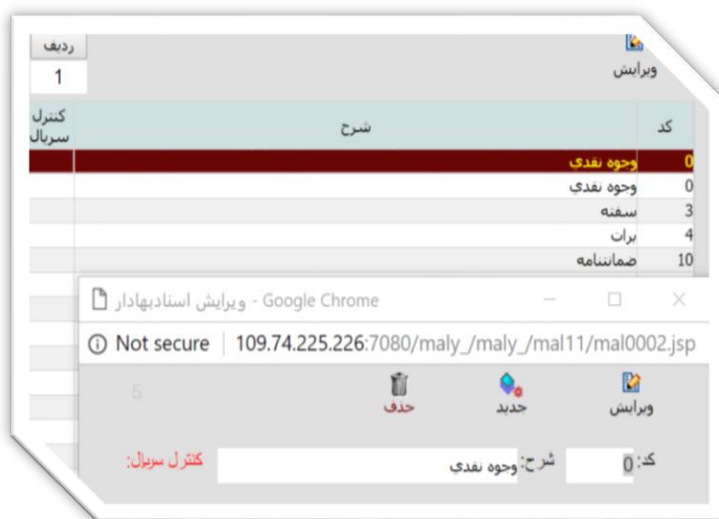 ردیف
1
ویرایش
کد شرح کنترل سریال
0 وجوه نقدي
0 وجوه نقدي
3 سفته
4 برات
10 ضمانتنامه
ویرایش اسنادبهادار - Google Chrome
Not secure | 109.74.225.226:7080/maly_/maly_/mal11/mal0002.jsp
ویرایش جدید حذف 5
کد: 0 شرح: وجوه نقدي کنترل سریال: